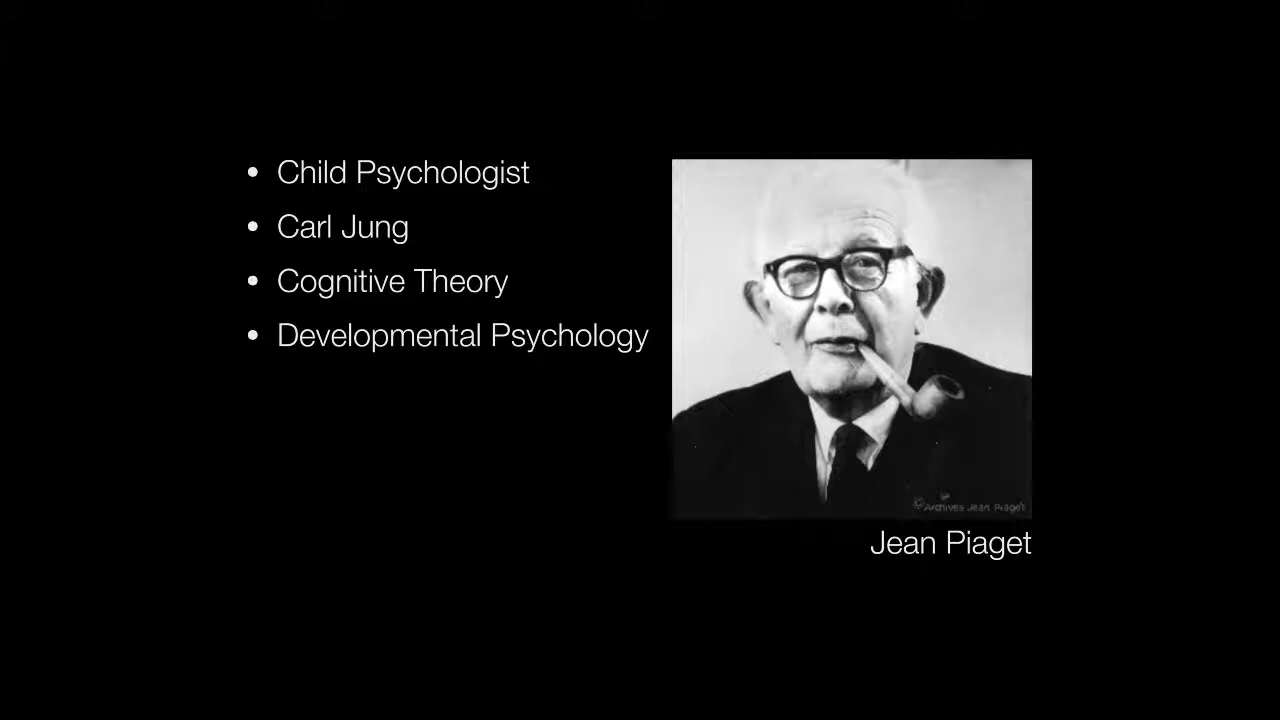 • Child Psychologist
• Carl Jung
• Cognitive Theory
• Developmental Psychology
© Archives Jean Piaget
Jean Piaget